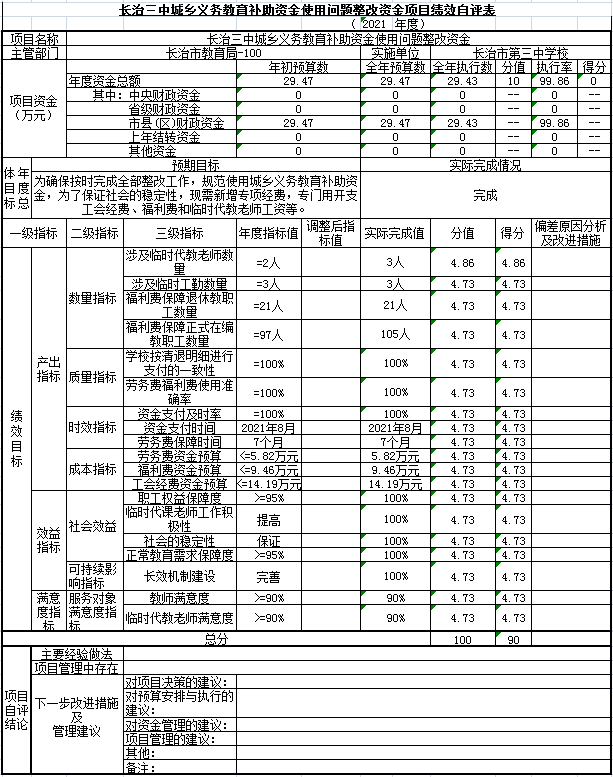 长治三中城乡义务教育补助资金使用问题整改资金项目绩效自评表
（ 2021 年度）
项目名称 长治三中城乡义务教育补助资金使用问题整改资金
主管部门 长治市教育局-100 实施单位 长治市第三中学校
项目资金（万元） 年初预算数 全年预算数 全年执行数 分值 执行率 得分
年度资金总额 29.47 29.47 29.43 10 99.86 0
其中：中央财政资金 0 0 0 -- 0 --
省级财政资金 0 0 0 -- 0 --
市县(区)财政资金 29.47 29.47 29.43 -- 99.86 --
上年结转资金 0 0 0 -- 0 --
其他资金 0 0 0 -- 0 --
年度总体目标 预期目标 实际完成情况
为确保按时完成全部整改工作，规范使用城乡义务教育补助资
金，为了保证社会的稳定性，现需新增专项经费，专门用开支
工会经费、福利费和临时代教老师工资等。 完成
一级指标 二级指标 三级指标 年度指标值 调整后指标值 实际完成值 分值 得分 偏差原因分析及改进措施
绩效目标 产出指标 数量指标 涉及临时代教老师数量 =2人 3人 4.86 4.86
涉及临时工勤数量 =3人 3人 4.73 4.73
福利费保障退休教职工数量 =21人 21人 4.73 4.73
福利费保障正式在编教职工数量 =97人 105人 4.73 4.73
质量指标 学校按清退明细进行支付的一致性 =100% 100% 4.73 4.73
劳务费福利费使用准确率 =100% 100% 4.73 4.73
时效指标 资金支付及时率 =100% 100% 4.73 4.73
资金支付时间 2021年8月 2021年8月 4.73 4.73
劳务费保障时间 7个月 7个月 4.73 4.73
成本指标 劳务费资金预算 <=5.82万元 5.82万元 4.73 4.73
福利费资金预算 <=9.46万元 9.46万元 4.73 4.73
工会经费资金预算 <=14.19万元 14.19万元 4.73 4.73
效益指标 社会效益 职工权益保障度 >=95% 100% 4.73 4.73
临时代课老师工作积极性 提高 100% 4.73 4.73
社会的稳定性 保证 100% 4.73 4.73
正常教育需求保障度 >=95% 100% 4.73 4.73
可持续影响指标 长效机制建设 完善 100% 4.73 4.73
满意度指标 服务对象满意度指标 教师满意度 >=90% 90% 4.73 4.73
临时代教老师满意度 >=90% 90% 4.73 4.73
总分 100 90
项目自评结论 主要经验做法
项目管理中存在
下一步改进措施及管理建议 对项目决策的建议：
对预算安排与执行的建议：
对资金管理的建议：
项目管理的建议：
其他：
备注：